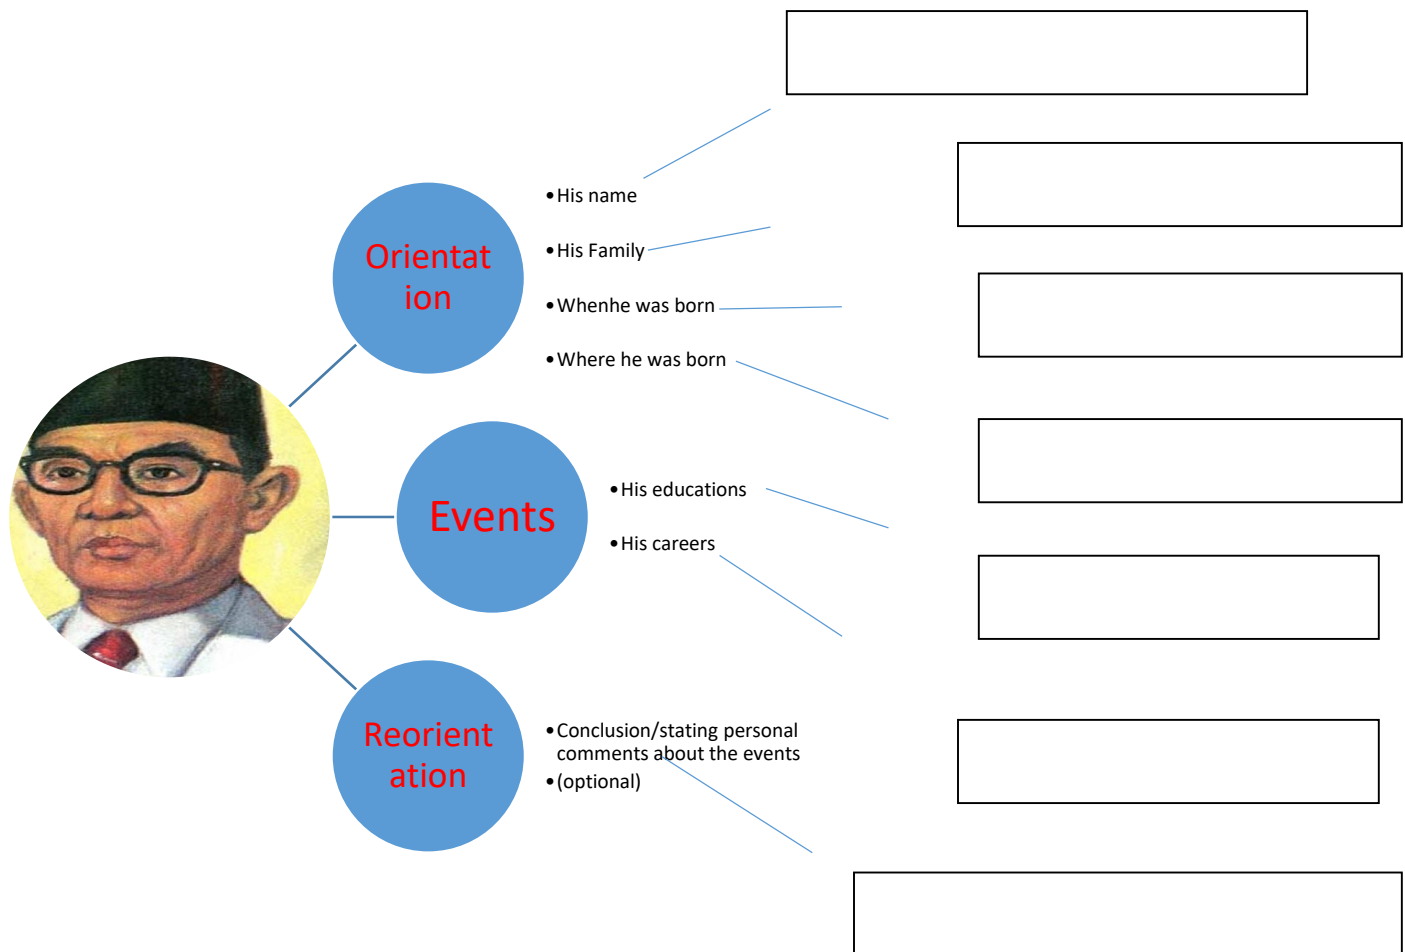 Orientat
ion
•His name
•His Family
•Whenhe was born
•Where he was born
Events
•His educations
•His careers
Reorient
ation
•Conclusion/stating personal
comments about the events
•(optional)